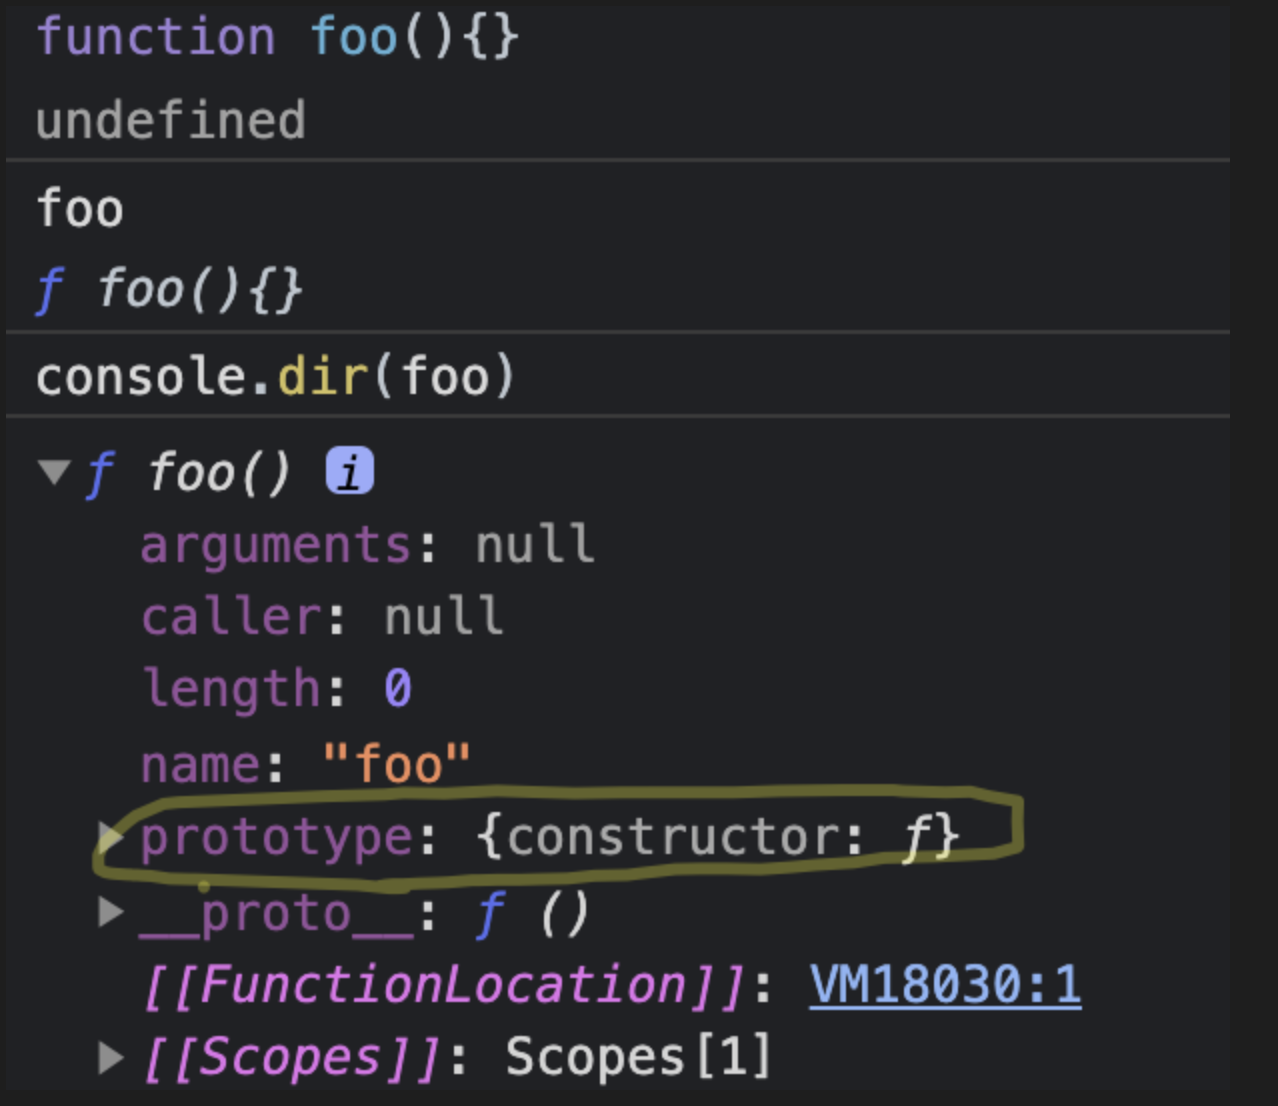 function foo(){}
undefined
foo
ƒ foo(){}
console.dir(foo)
ƒ foo() i
arguments: null
caller: null
length: 0
name: "foo"
prototype: {constructor: ƒ}
__proto__: ƒ ()
[[FunctionLocation]]: VM18030:1
[[Scopes]]: Scopes[1]